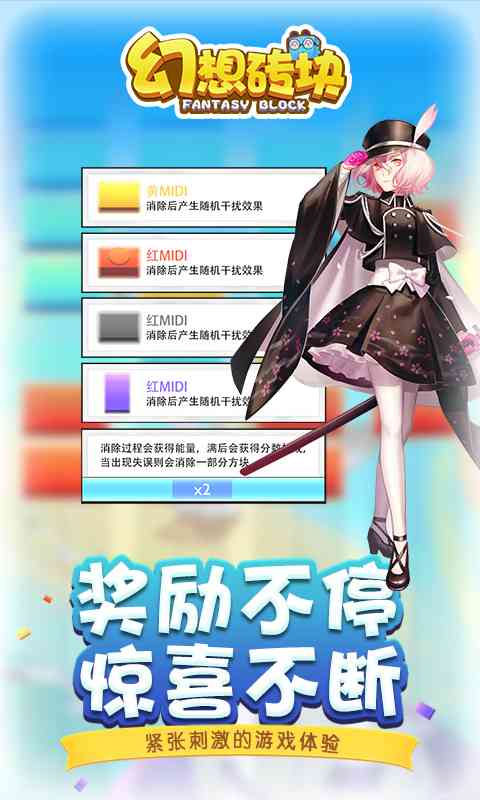 幻想砖块
FANTASY BLOCK
黄MIDI
消除后产生随机干扰效果
红MIDI
消除后产生随机干扰效果
红MIDI
消除后产生随机干扰
红MIDI
消除后产生随机干扰效
消除过程会获得能量，满后会获得分数加成，
当出现失误则会消除一部分方块
x2
奖励不停
惊喜不断
紧张刺激的游戏体验